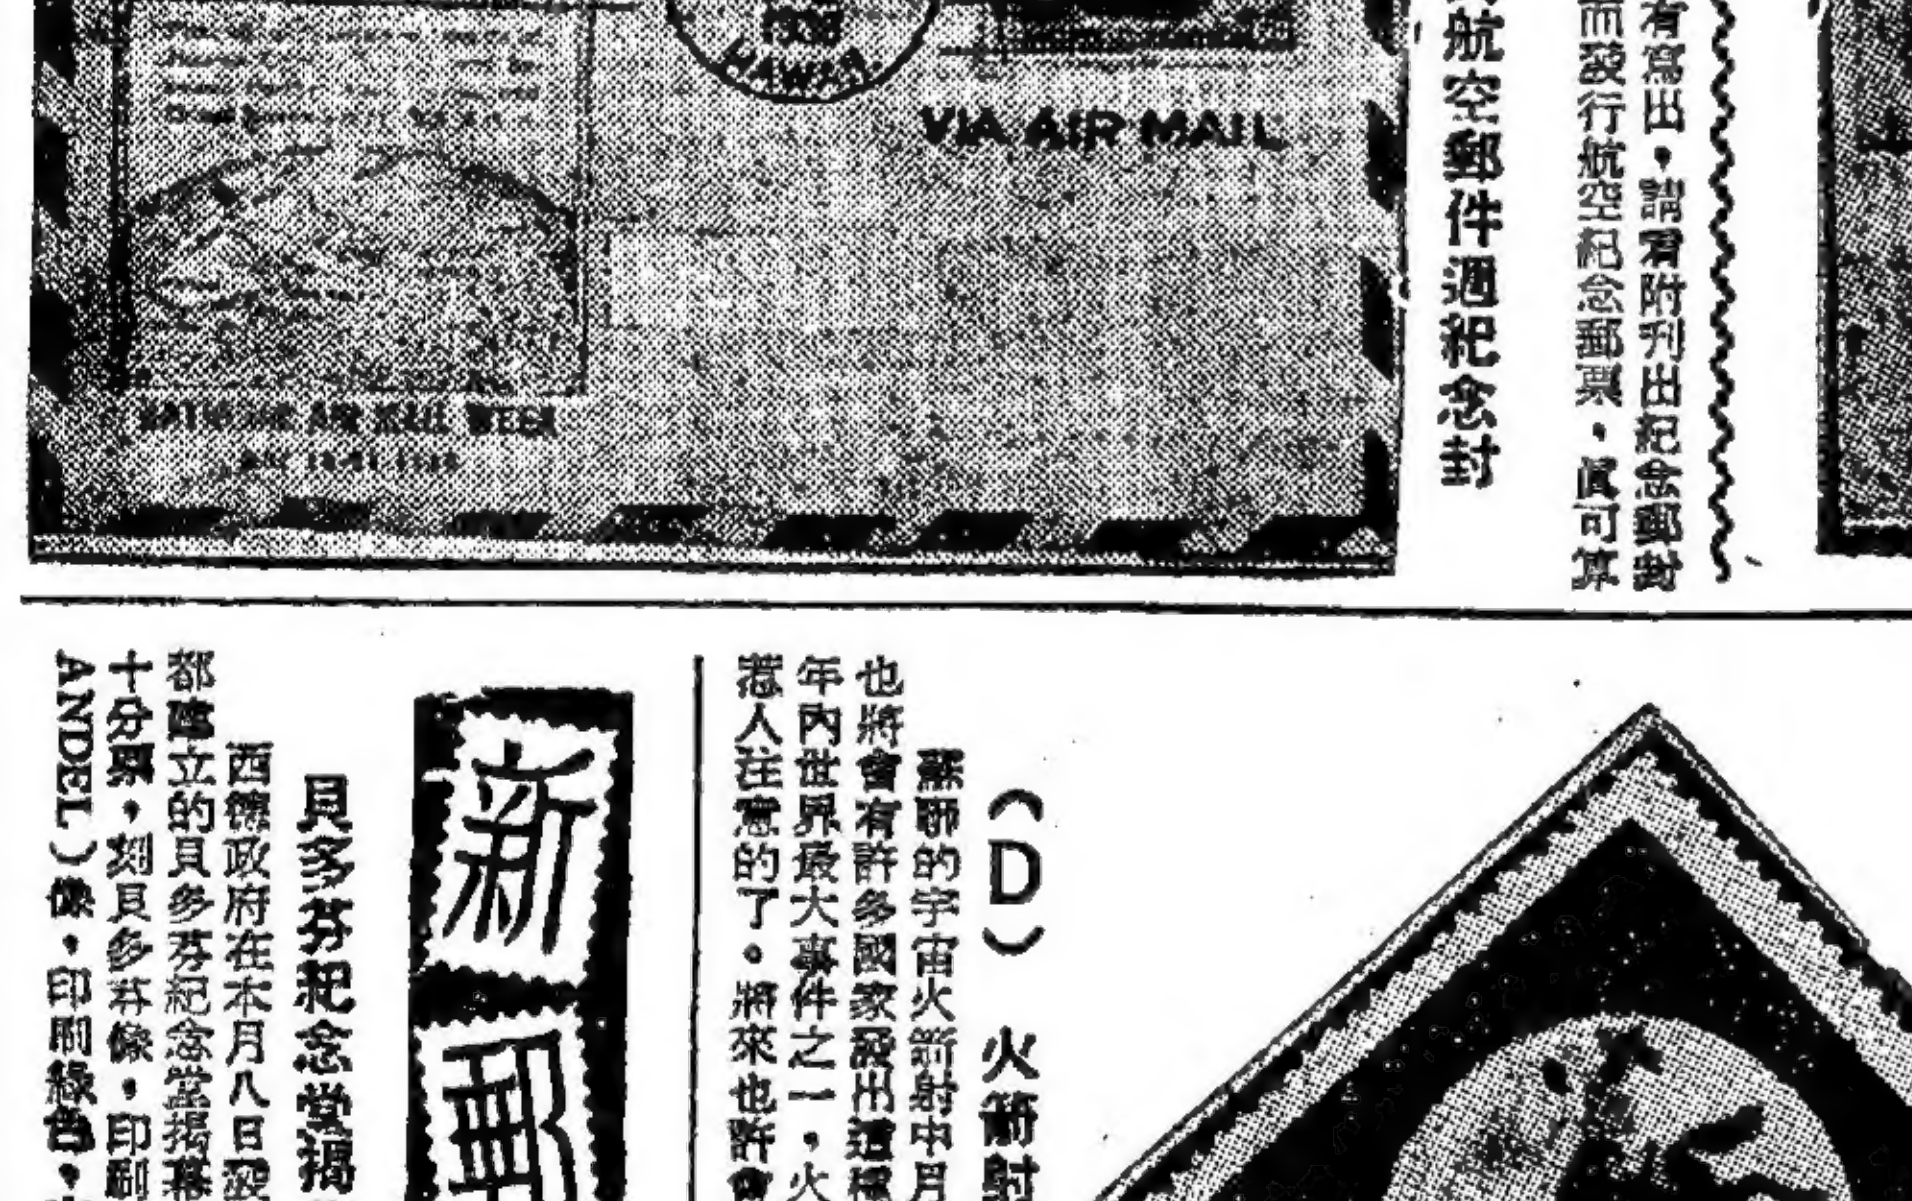 1938
HAWAII.
VIA AIR MAIL
NATIONAL AIR MAIL WEEK
航空郵件週紀念封
有寫出，請看附刊出紀念郵封
而發行航空紀念郵票，眞可算
（D） 火箭射
蘇聯的宇宙火箭射中月
也將會有許多國家發出這樣
年內世界最大事件之一，火
惹人注意的了。將來也許會
新
郵
貝多芬紀念堂揭
西德政府在本月八日發
都建立的貝多芬紀念堂揭幕
十分票，刻貝多芬像，印刷
ANDEL）像，印刷綠色，